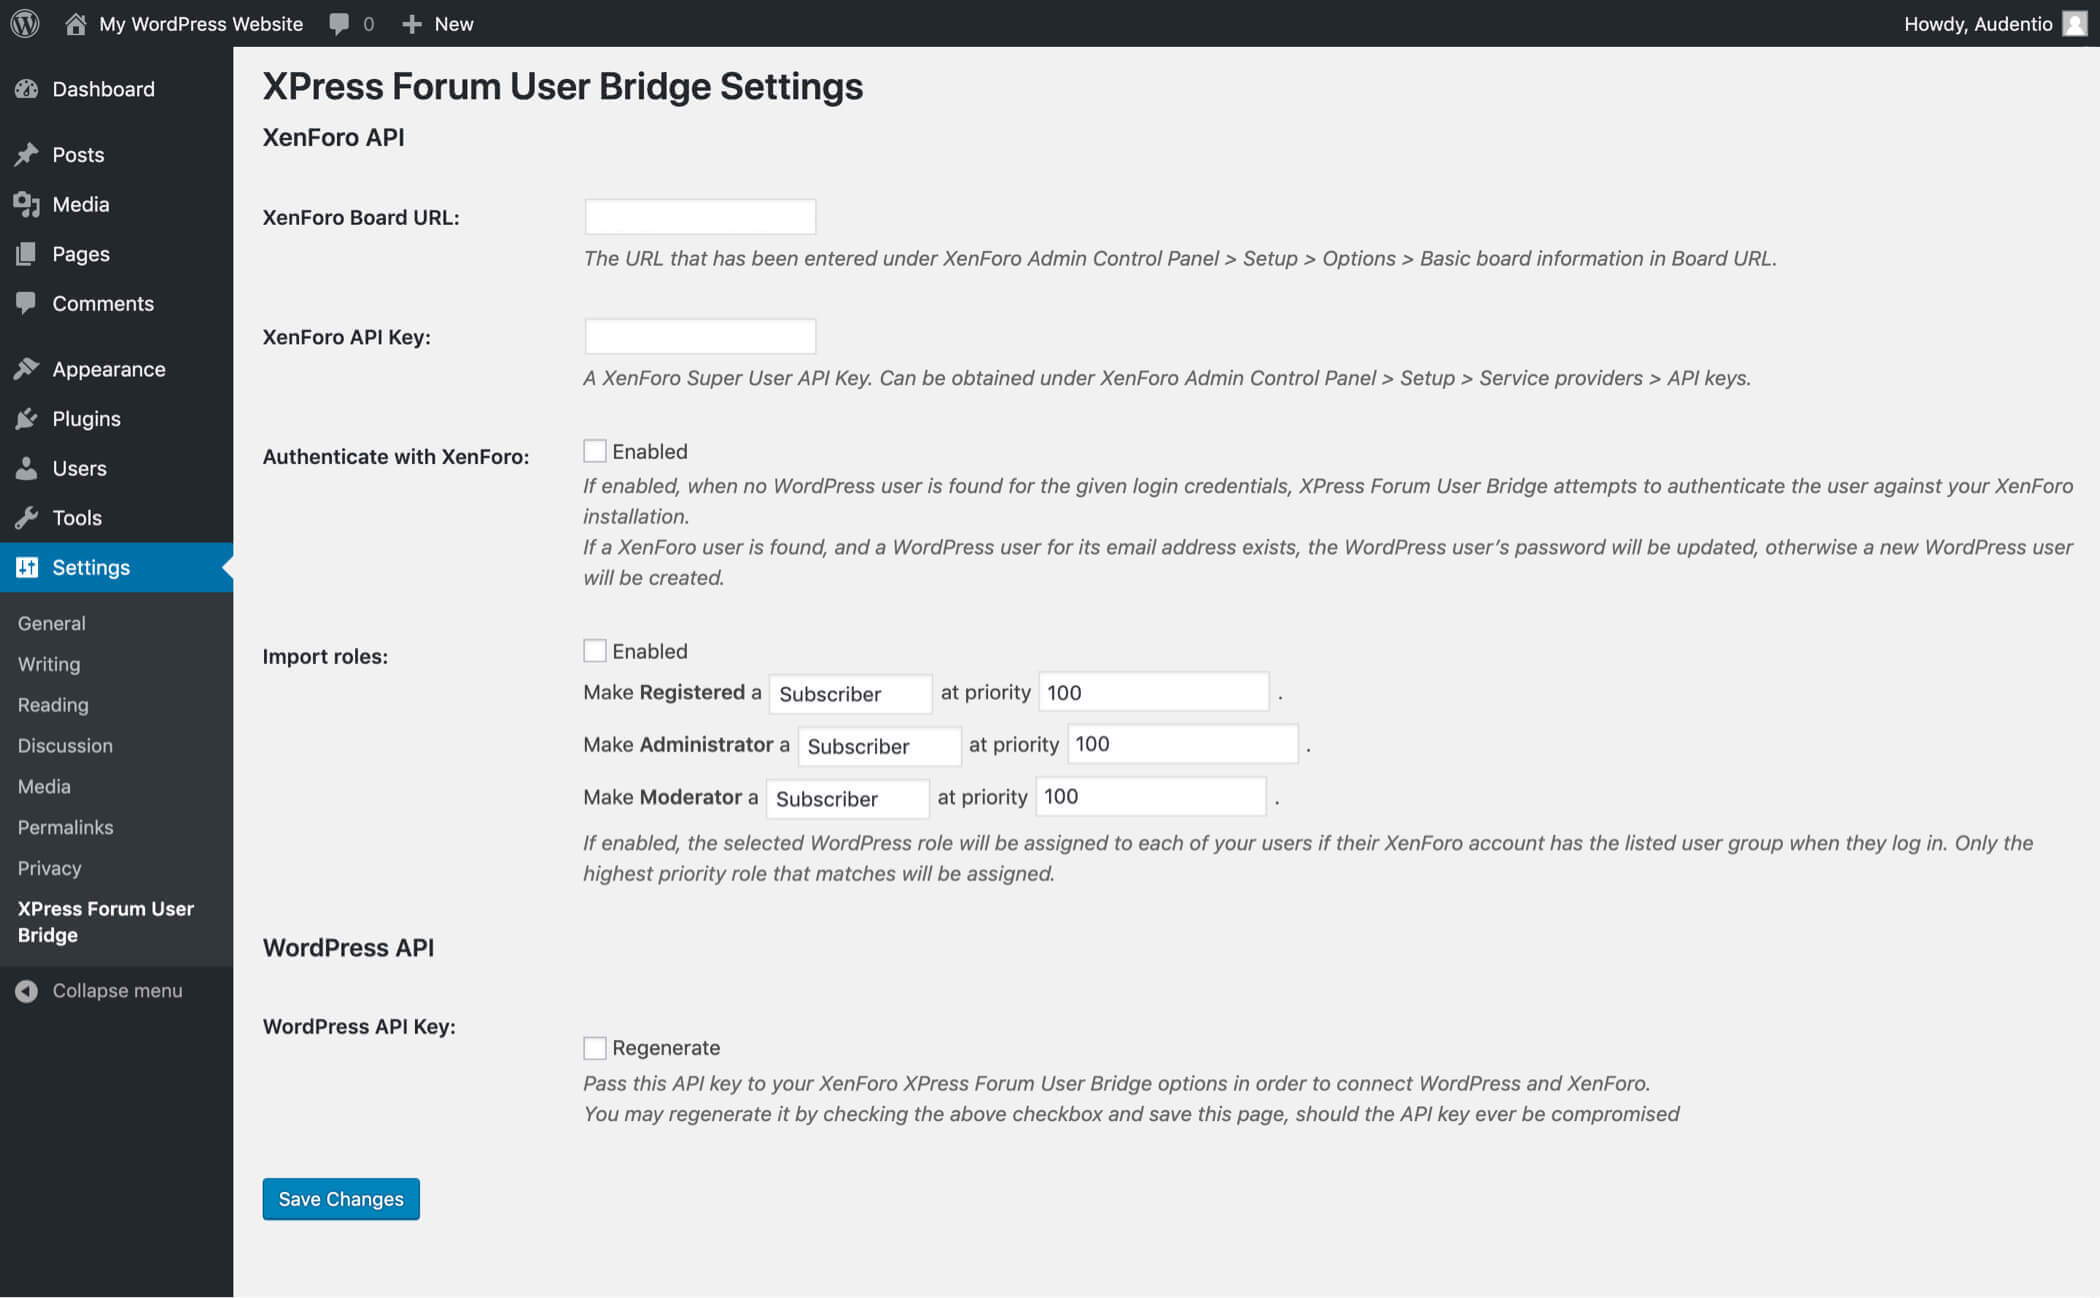 My WordPress Website 0 New Howdy, Audentio
Dashboard
Posts
Media
Pages
Comments
Appearance
Plugins
Users
Tools
Settings
General
Writing
Reading
Discussion
Media
Permalinks
Privacy
XPress Forum User
Bridge
Collapse menu
XPress Forum User Bridge Settings
XenForo API
XenForo Board URL:
The URL that has been entered under XenForo Admin Control Panel > Setup > Options > Basic board information in Board URL.
XenForo API Key:
A XenForo Super User API Key. Can be obtained under XenForo Admin Control Panel > Setup > Service providers > API keys.
Authenticate with XenForo:
Enabled
If enabled, when no WordPress user is found for the given login credentials, XPress Forum User Bridge attempts to authenticate the user against your XenForo
installation.
If a XenForo user is found, and a WordPress user for its email address exists, the WordPress user's password will be updated, otherwise a new WordPress user
will be created.
Import roles:
Enabled
Make Registered a Subscriber at priority 100 .
Make Administrator a Subscriber at priority 100 .
Make Moderator a Subscriber at priority 100 .
If enabled, the selected WordPress role will be assigned to each of your users if their XenForo account has the listed user group when they log in. Only the
highest priority role that matches will be assigned.
WordPress API
WordPress API Key:
Regenerate
Pass this API key to your XenForo XPress Forum User Bridge options in order to connect WordPress and XenForo.
You may regenerate it by checking the above checkbox and save this page, should the API key ever be compromised
Save Changes